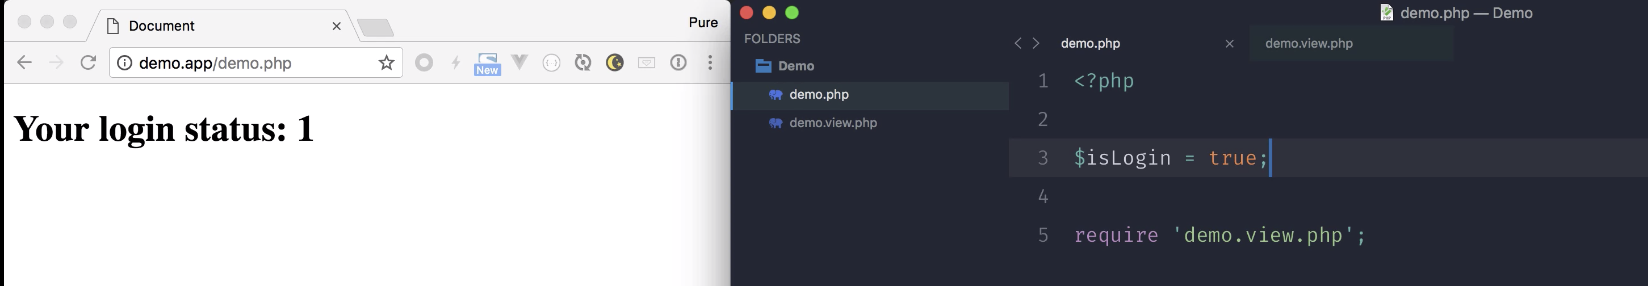 Document
Pure
demo.app/demo.php
New
Your login status: 1
demo.php — Demo
FOLDERS
Demo
demo.php
demo.view.php
demo.php
demo.view.php
1 <?php
2
3 $isLogin = true;
4
5 require 'demo.view.php';